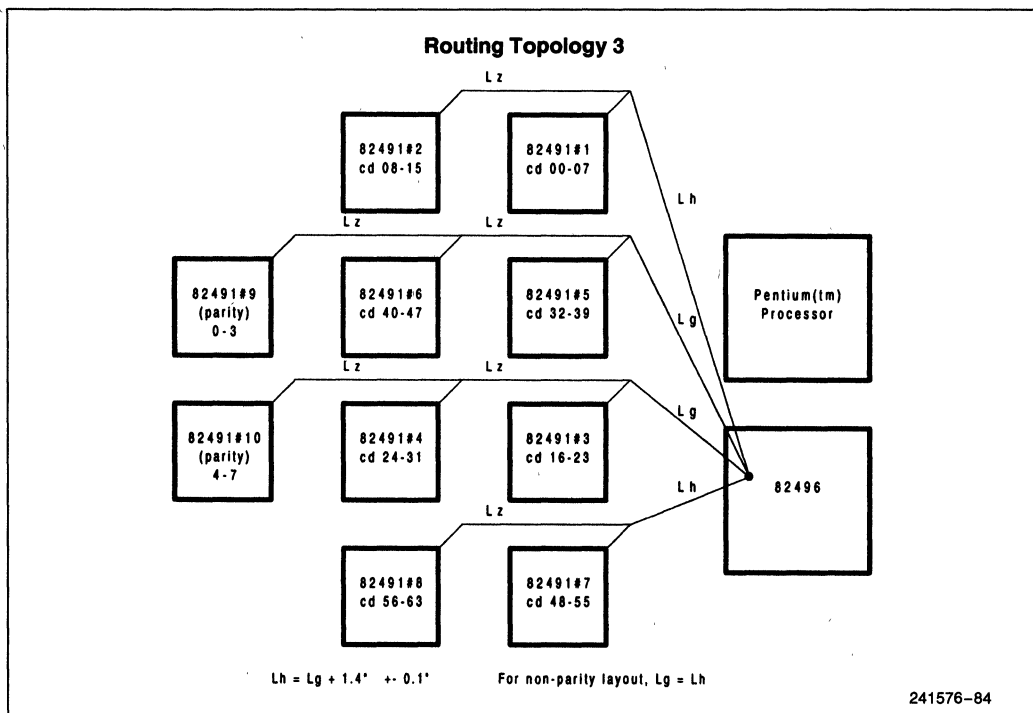 Routing Topology 3
Lz
82491#2
cd 08-15
82491#1
cd 00-07
Lh
Lz
Lz
82491#9
(parity)
0-3
82491#6
cd 40-47
82491#5
cd 32-39
Pentium(tm)
Processor
Lg
Lz
Lz
82491#10
(parity)
4-7
82491#4
cd 24-31
82491#3
cd 16-23
Lg
82496
Lh
Lz
82491#8
cd 56-63
82491#7
cd 48-55
Lh = Lg + 1.4" +- 0.1"
For non-parity layout, Lg = Lh
241576-84